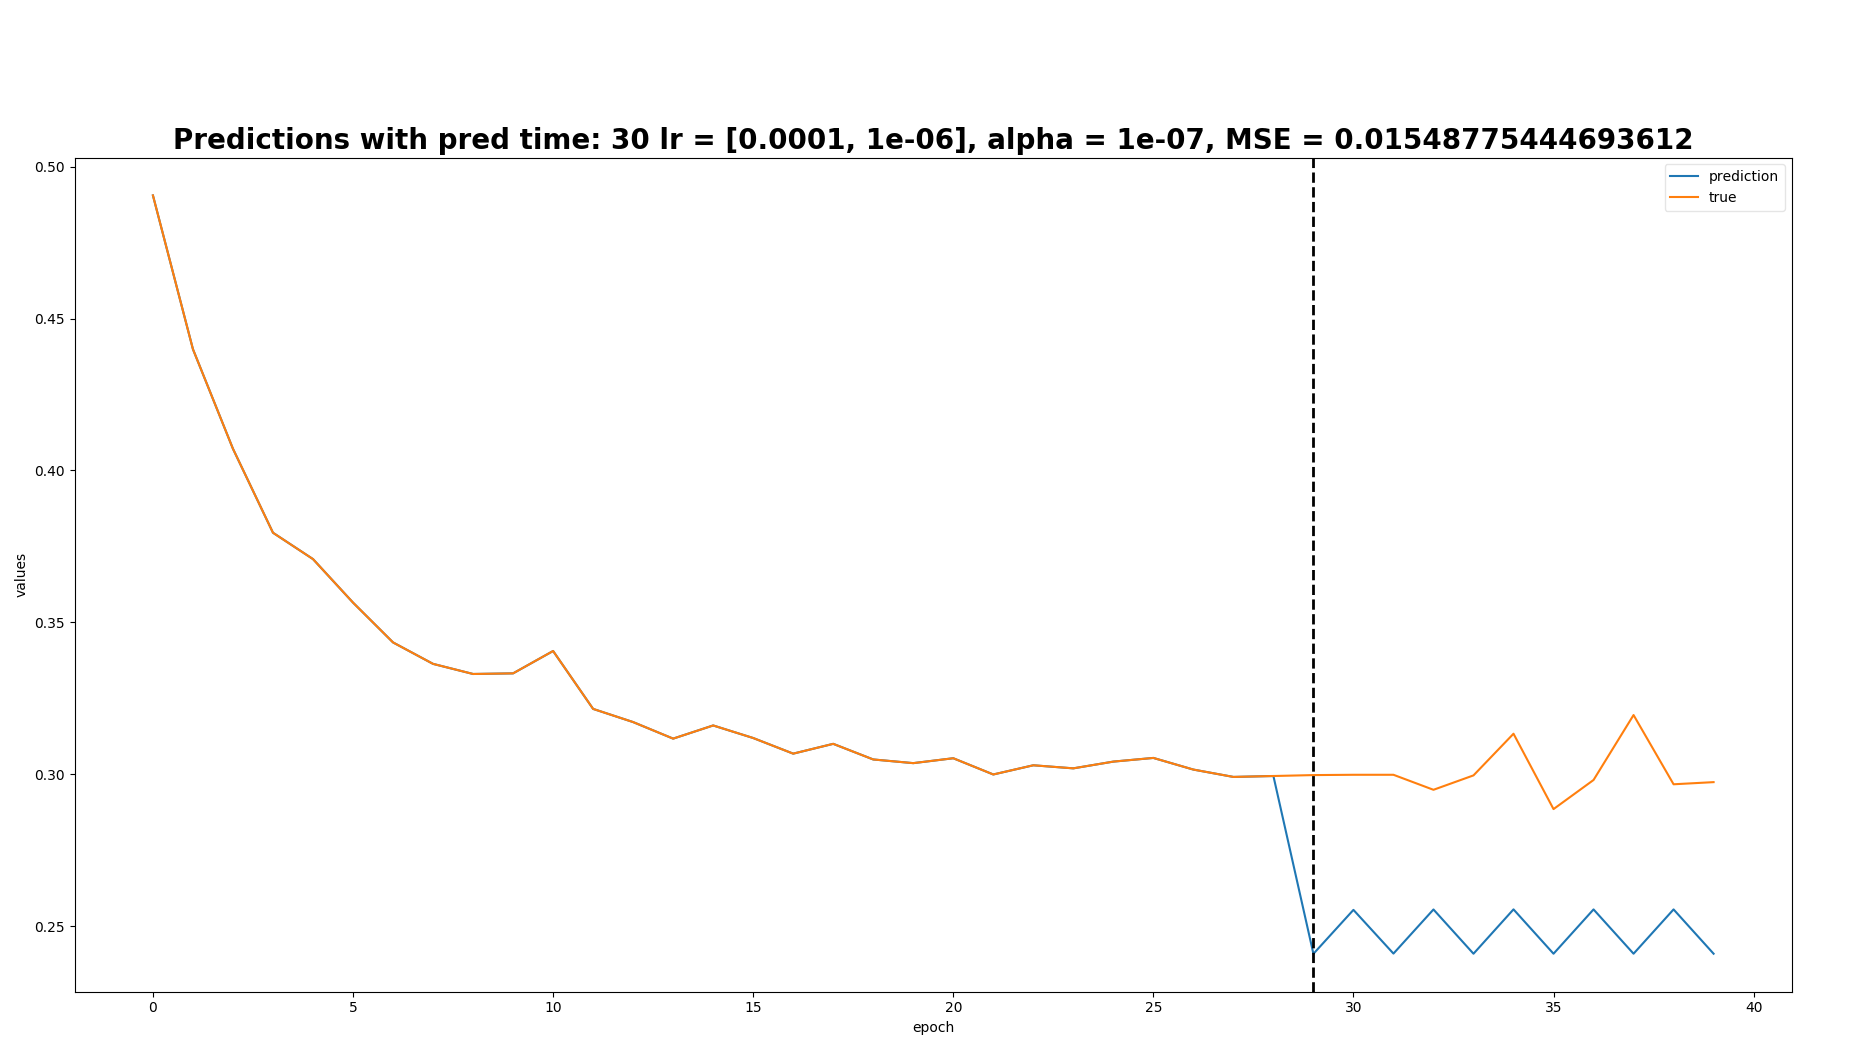 Predictions with pred time: 30 lr = [0.0001, 1e-06], alpha = 1e-07, MSE = 0.01548775444693612
prediction
true
0.50
0.45
0.40
0.35
0.30
0.25
values
0 5 10 15 20 25 30 35 40
epoch